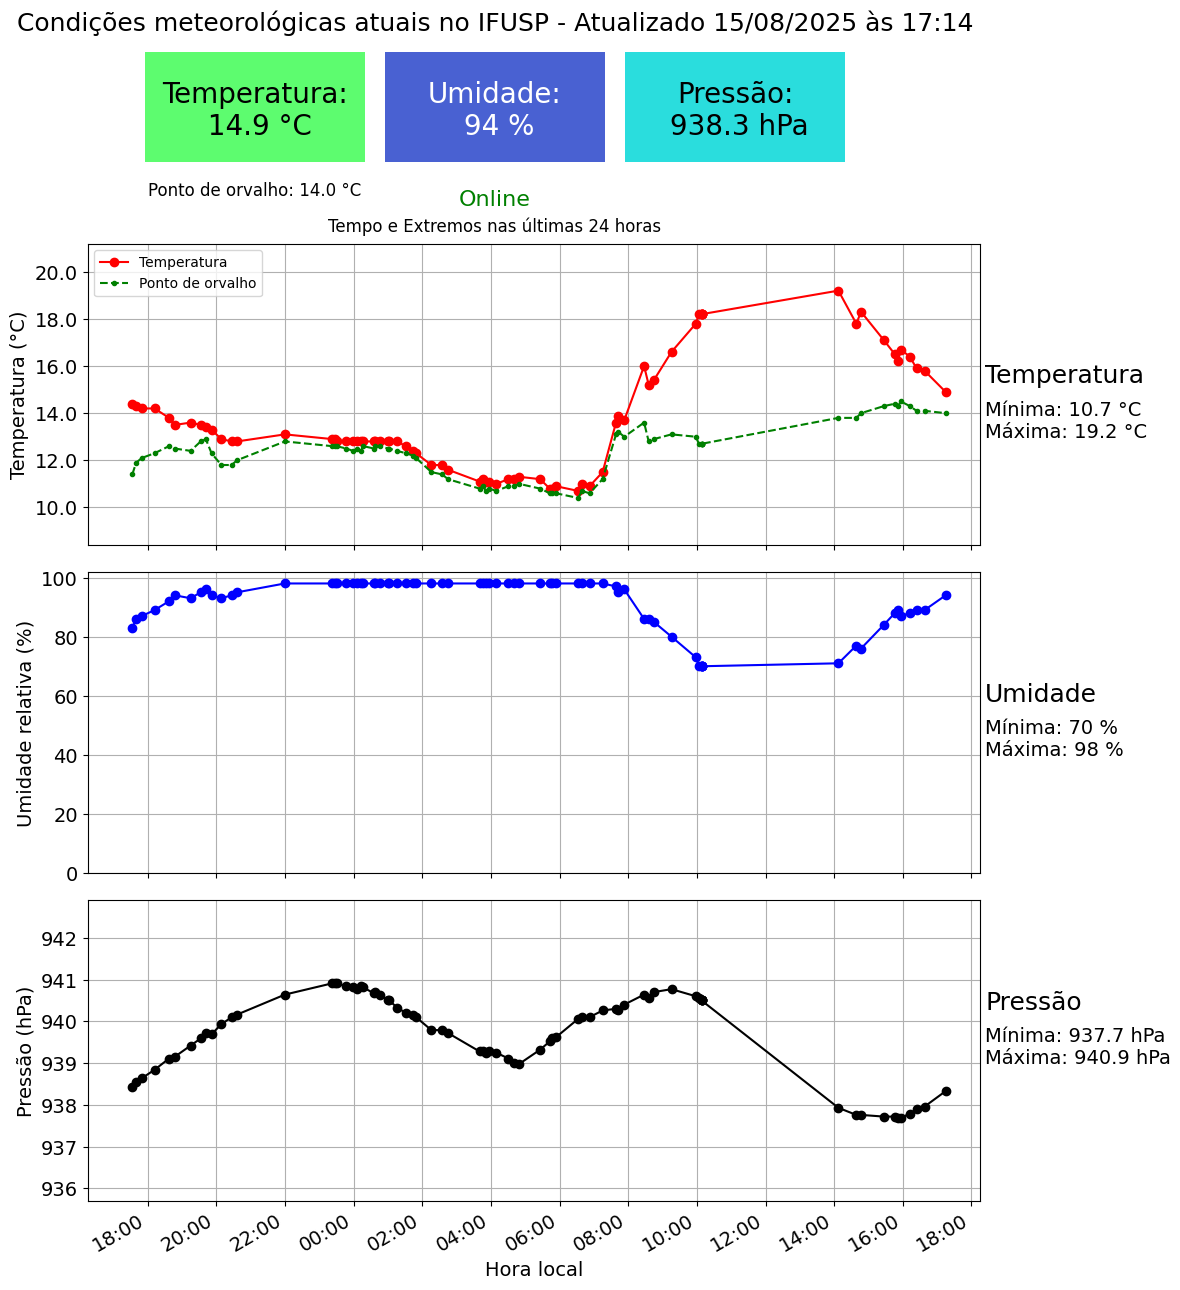 Condições meteorológicas atuais no IFUSP - Atualizado 15/08/2025 às 17:14
Temperatura:
14.9 °C
Umidade:
94 %
Pressão:
938.3 hPa
Ponto de orvalho: 14.0 °C
Online
Tempo e Extremos nas últimas 24 horas
Temperatura
Ponto de orvalho
Temperatura (°C)
20.0
18.0
16.0
14.0
12.0
10.0
Temperatura
Mínima: 10.7 °C
Máxima: 19.2 °C
Umidade relativa (%)
100
80
60
40
20
0
Umidade
Mínima: 70 %
Máxima: 98 %
Pressão (hPa)
942
941
940
939
938
937
936
Pressão
Mínima: 937.7 hPa
Máxima: 940.9 hPa
18:00
20:00
22:00
00:00
02:00
04:00
06:00
08:00
10:00
12:00
14:00
16:00
18:00
Hora local